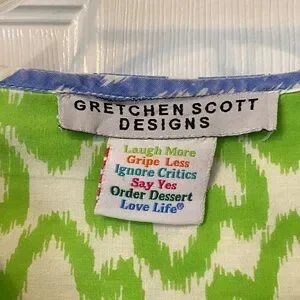 GRETCHEN SCOTT
DESIGNS
Laugh More
Gripe Less
Ignore Critics
Say Yes
Order Dessert
Love Life®